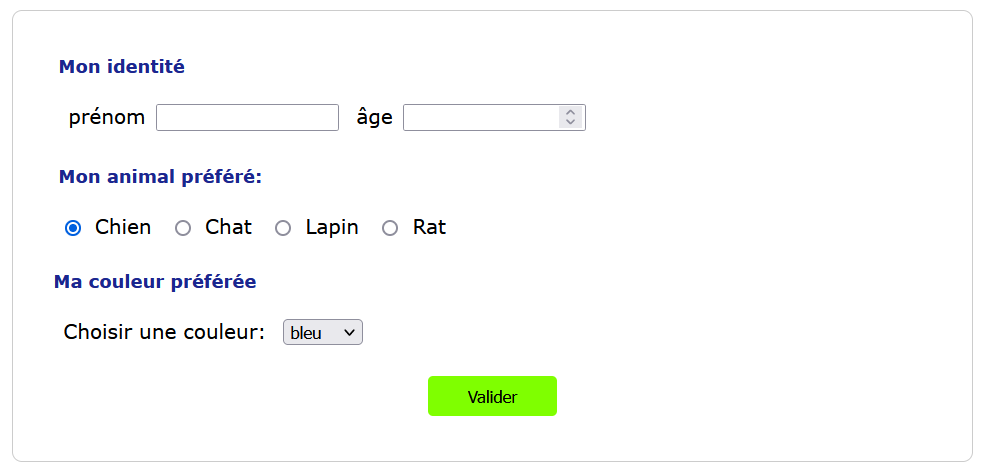 Mon identité
prénom âge
Mon animal préféré:
Chien Chat Lapin Rat
Ma couleur préférée
Choisir une couleur: bleu
Valider